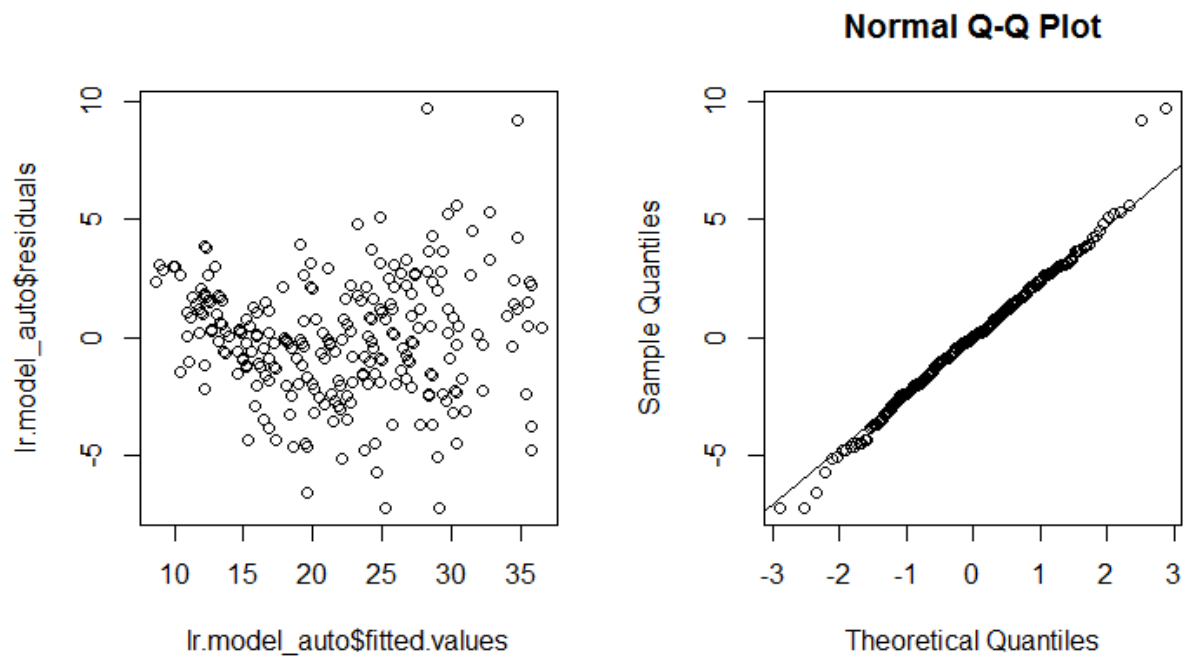 Normal Q-Q Plot
lr.model_auto$residuals
10
5
0
-5
10 15 20 25 30 35
lr.model_auto$fitted.values
Sample Quantiles
10
5
0
-5
-3 -2 -1 0 1 2 3
Theoretical Quantiles